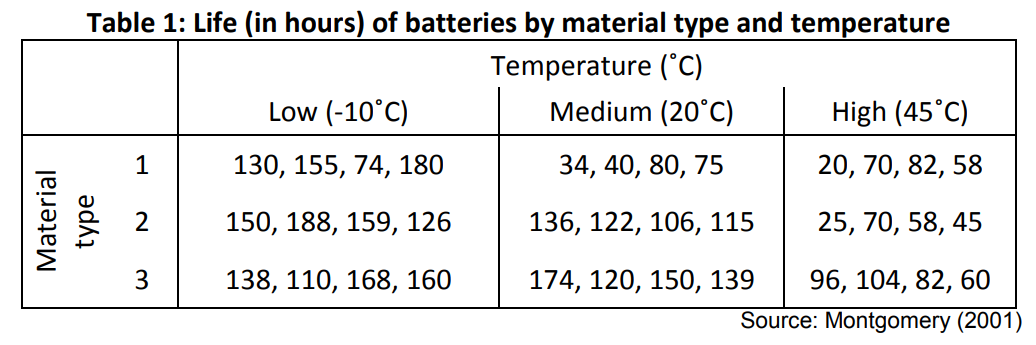 Table 1: Life (in hours) of batteries by material type and temperature
Temperature (˚C)
Low (-10˚C) Medium (20˚C) High (45˚C)
Material
type
1 130, 155, 74, 180 34, 40, 80, 75 20, 70, 82, 58
2 150, 188, 159, 126 136, 122, 106, 115 25, 70, 58, 45
3 138, 110, 168, 160 174, 120, 150, 139 96, 104, 82, 60
Source: Montgomery (2001)